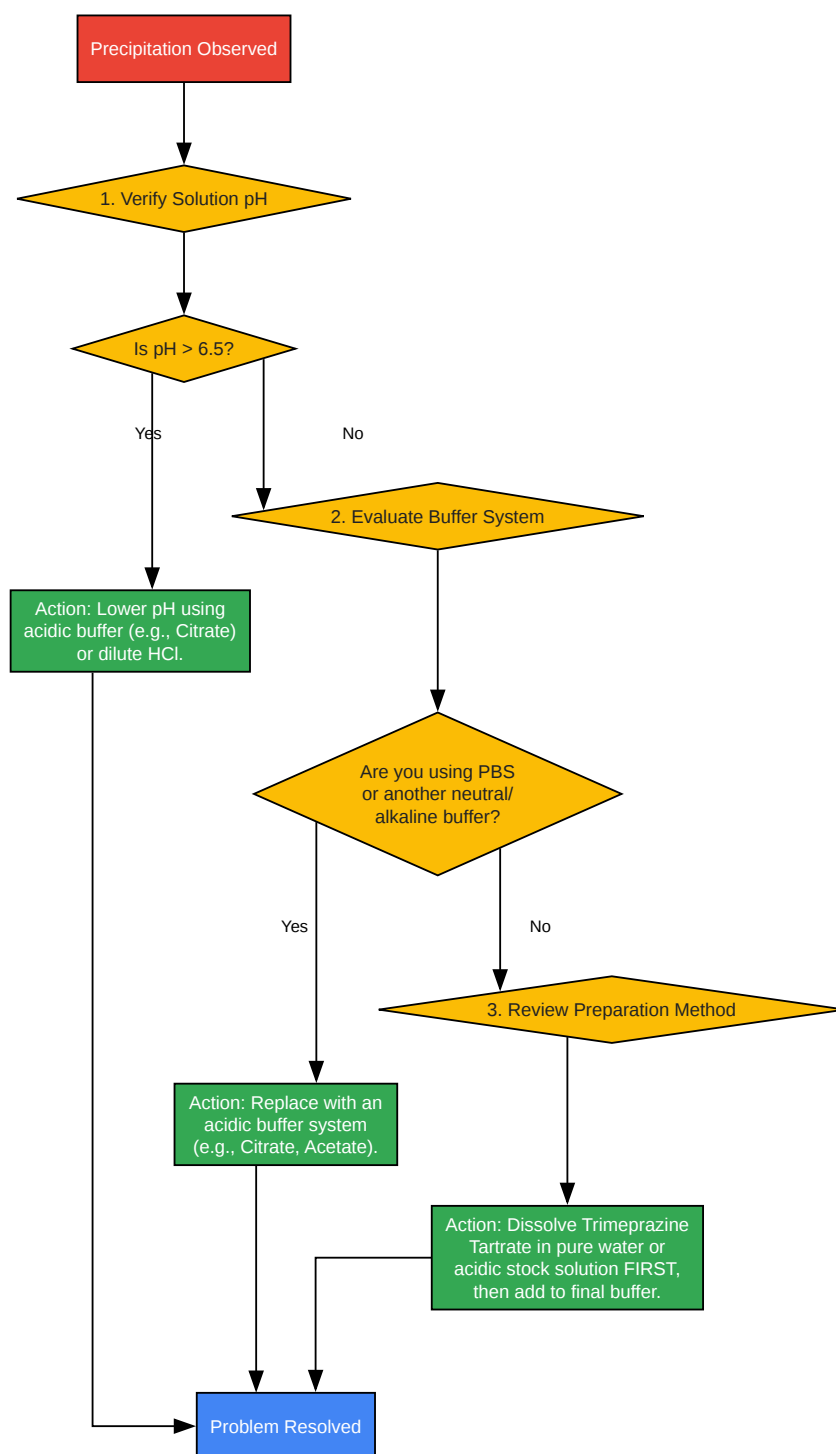 Precipitation Observed
1. Verify Solution pH
Is pH > 6.5?
Yes
No
2. Evaluate Buffer System
Action: Lower pH using
acidic buffer (e.g., Citrate)
or dilute HCl.
Are you using PBS
or another neutral/
alkaline buffer?
Yes
No
3. Review Preparation Method
Action: Replace with an
acidic buffer system
(e.g., Citrate, Acetate).
Action: Dissolve Trimeprazine
Tartrate in pure water or
acidic stock solution FIRST,
then add to final buffer.
Problem Resolved